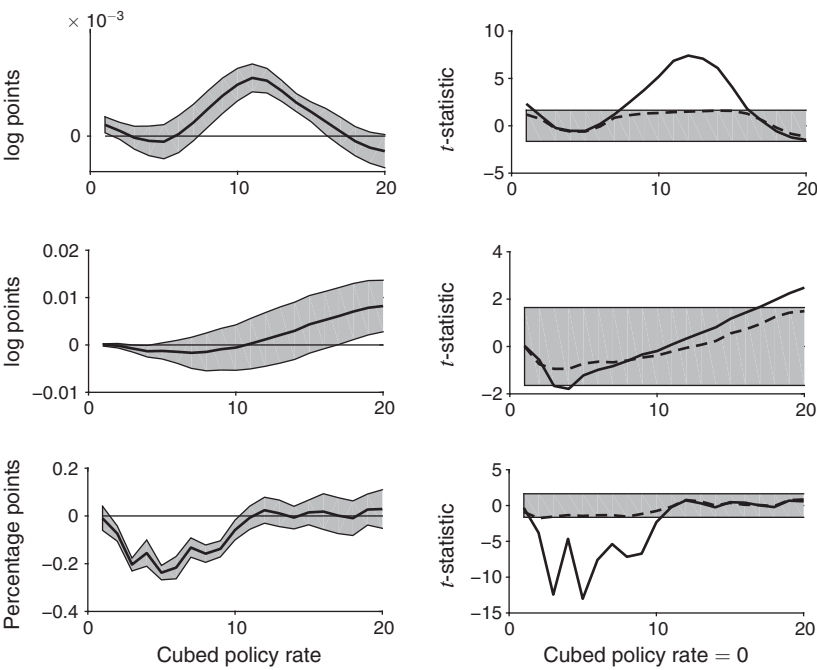 × 10−3
log points
0
0 10 20
t-statistic
10
5
0
−5
0 10 20
log points
0.02
0.01
0
−0.01
0 10 20
t-statistic
4
2
0
−2
0 10 20
Percentage points
0.2
0
−0.2
−0.4
0 10 20
Cubed policy rate
t-statistic
5
0
−5
−10
−15
0 10 20
Cubed policy rate = 0